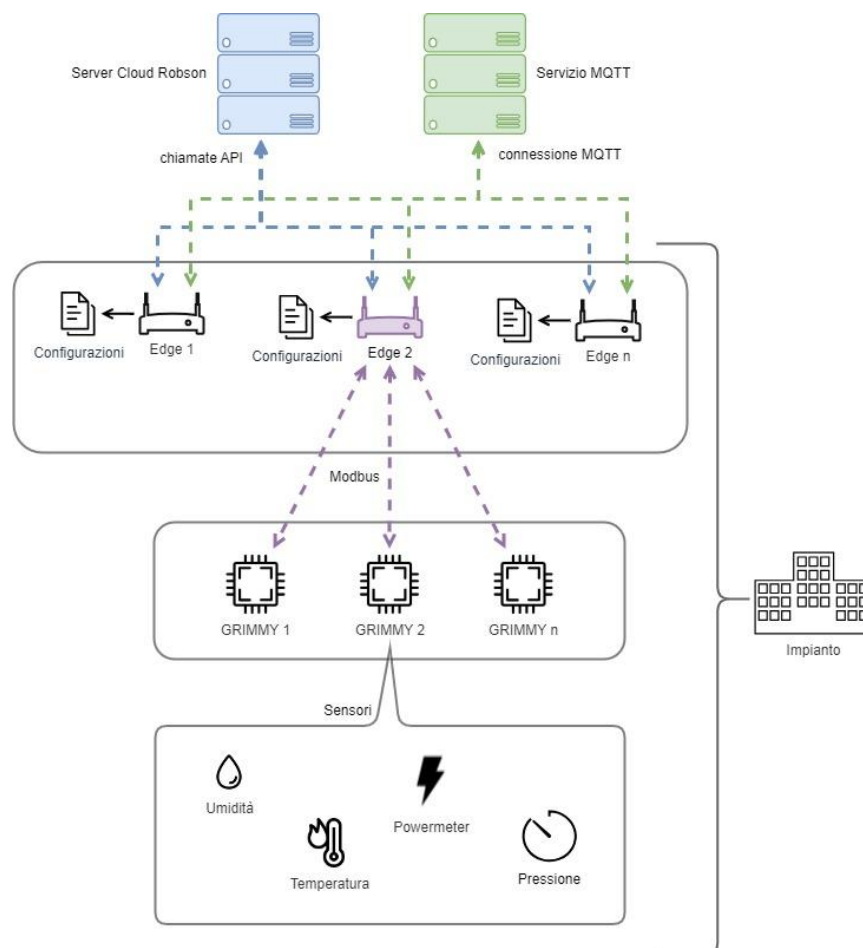 Server Cloud Robson
Servizio MQTT
chiamate API
connessione MQTT
Configurazioni
Edge 1
Configurazioni
Edge 2
Configurazioni
Edge n
Modbus
GRIMMY 1
GRIMMY 2
GRIMMY n
Impianto
Sensori
Umiditá
Powermeter
Temperatura
Pressione